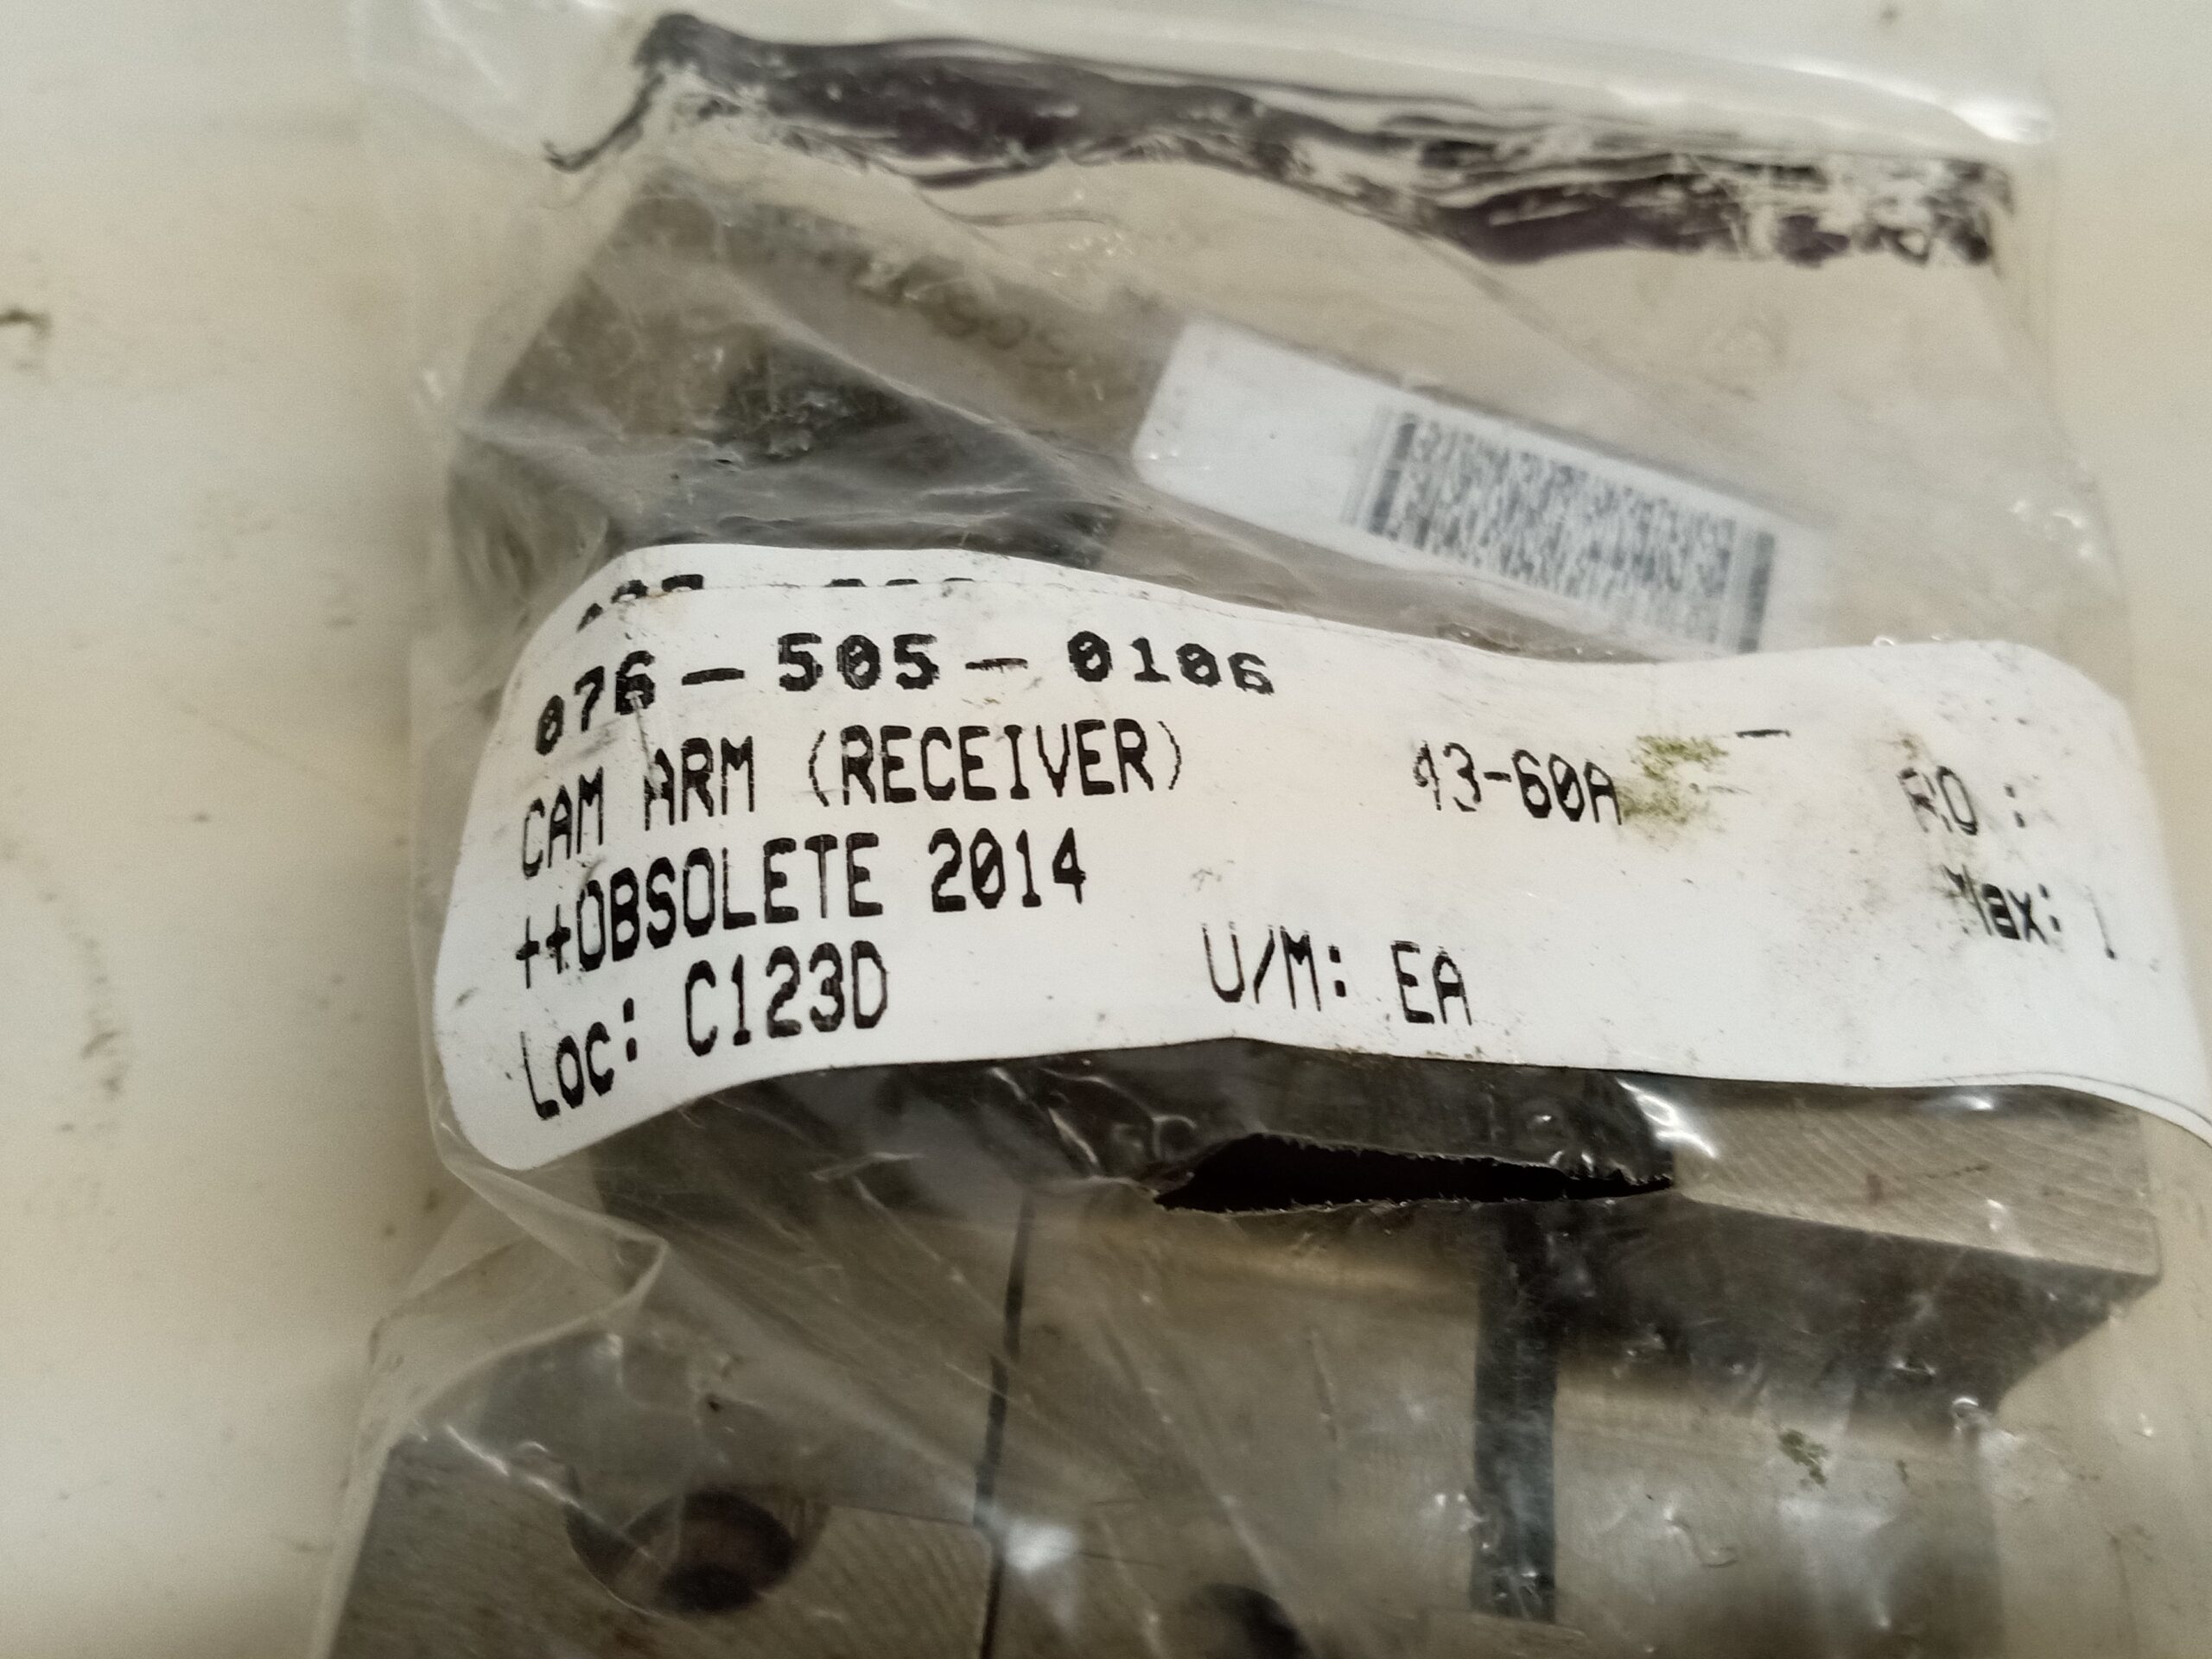 076-505-0106
CAM ARM (RECEIVER) 43-60A RO :
++OBSOLETE 2014 Max: 1
Loc: C123D U/M: EA